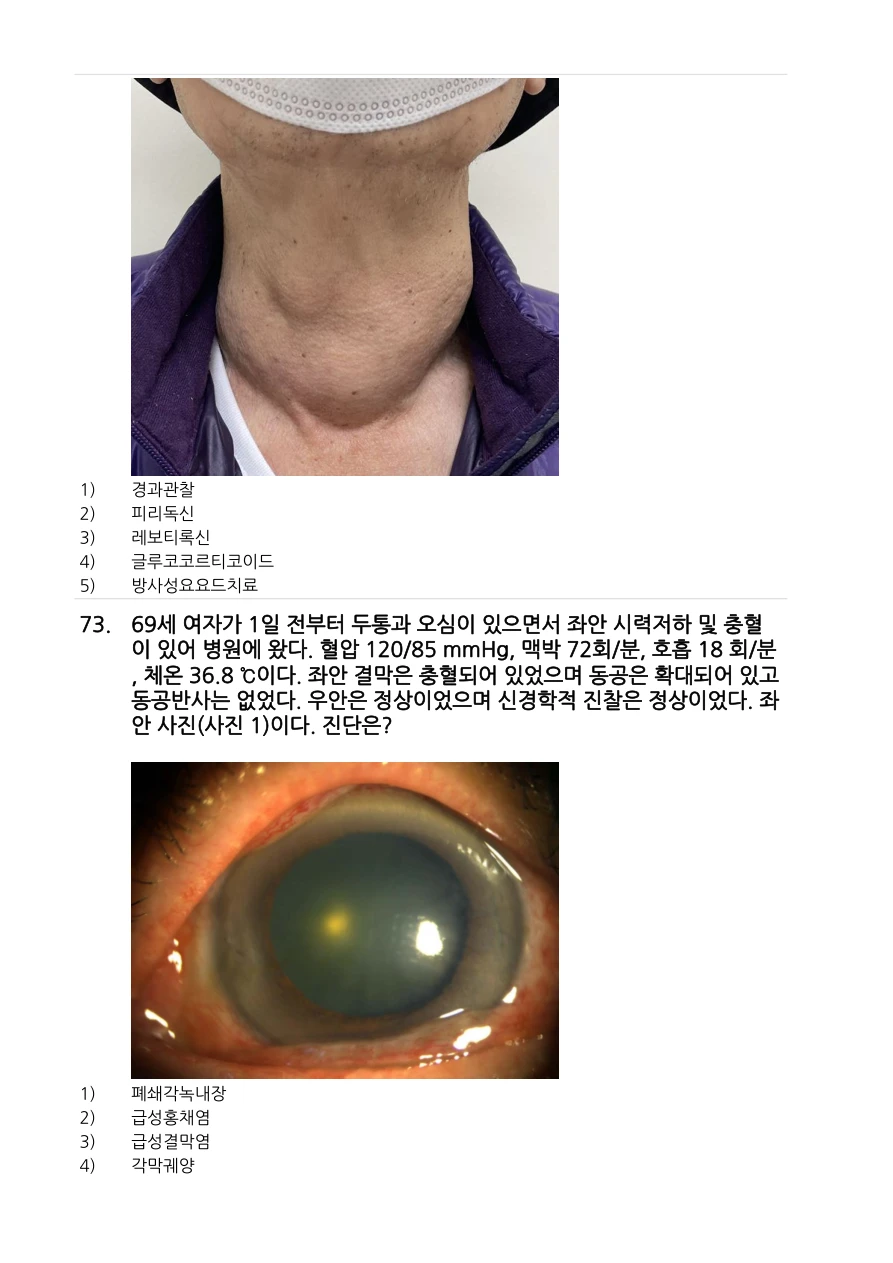 1) 경과관찰
2) 피리독신
3) 레보티록신
4) 글루코코르티코이드
5) 방사성요요드치료
73. 69세 여자가 1일 전부터 두통과 오심이 있으면서 좌안 시력저하 및 충혈
이 있어 병원에 왔다. 혈압 120/85 mmHg, 맥박 72회/분, 호흡 18 회/분
, 체온 36.8 ℃이다. 좌안 결막은 충혈되어 있었으며 동공은 확대되어 있고
동공반사는 없었다. 우안은 정상이었으며 신경학적 진찰은 정상이었다. 좌
안 사진(사진 1)이다. 진단은?
1) 폐쇄각녹내장
2) 급성홍채염
3) 급성결막염
4) 각막궤양